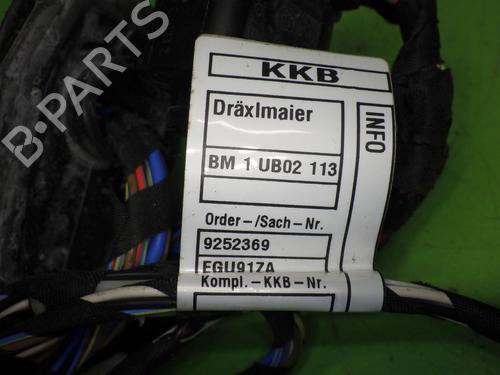 B-PARTS
KKB
Dräxlmaier
BM 1 UB02 113
INFO
Order-/Sach-Nr.
9252369
EGU917A
Kompl.-KKB-Nr.